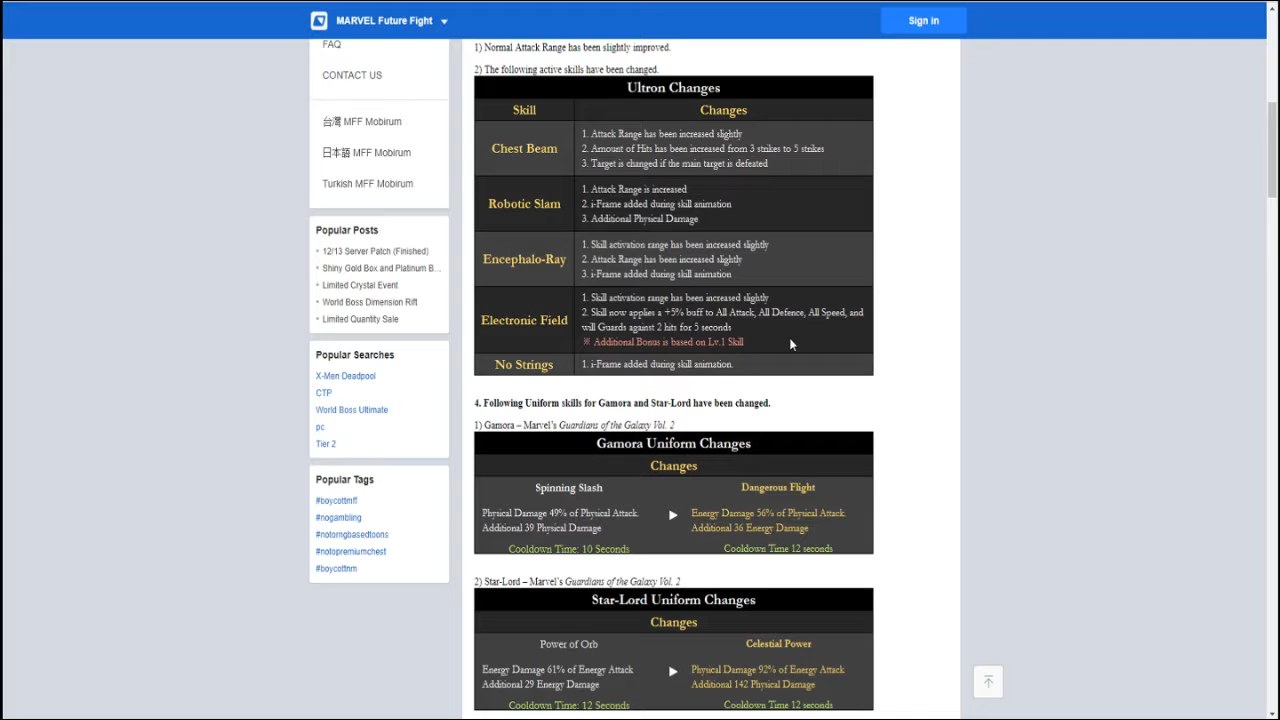 MARVEL Future Fight
Sign in
FAQ
CONTACT US
台灣 MFF Mobirum
日本語 MFF Mobirum
Turkish MFF Mobirum
Popular Posts
12/13 Server Patch (Finished)
Shiny Gold Box and Platinum B...
Limited Crystal Event
World Boss Dimension Rift
Limited Quantity Sale
Popular Searches
X-Men Deadpool
CTP
World Boss Ultimate
pc
Tier 2
Popular Tags
#boycottmff
#nogambling
#notorngbasedtoons
#notopremiumchest
#boycottnm
1) Normal Attack Range has been slightly improved.
2) The following active skills have been changed.
Ultron Changes
Skill Changes
Chest Beam
1. Attack Range has been increased slightly
2. Amount of Hits has been increased from 3 strikes to 5 strikes
3. Target is changed if the main target is defeated
Robotic Slam
1. Attack Range is increased
2. i-Frame added during skill animation
3. Additional Physical Damage
Encephalo-Ray
1. Skill activation range has been increased slightly
2. Attack Range has been increased slightly
3. i-Frame added during skill animation
Electronic Field
1. Skill activation range has been increased slightly
2. Skill now applies a +5% buff to All Attack, All Defence, All Speed, and
will Guards against 2 hits for 5 seconds
※ Additional Bonus is based on Lv.1 Skill
No Strings
1. i-Frame added during skill animation.
4. Following Uniform skills for Gamora and Star-Lord have been changed.
1) Gamora – Marvel's Guardians of the Galaxy Vol. 2
Gamora Uniform Changes
Changes
Spinning Slash
Physical Damage 49% of Physical Attack.
Additional 39 Physical Damage
Cooldown Time: 10 Seconds
Dangerous Flight
Energy Damage 56% of Physical Attack.
Additional 36 Energy Damage
Cooldown Time 12 seconds
2) Star-Lord – Marvel's Guardians of the Galaxy Vol. 2
Star-Lord Uniform Changes
Changes
Power of Orb
Energy Damage 61% of Energy Attack
Additional 29 Energy Damage
Cooldown Time: 12 Seconds
Celestial Power
Physical Damage 92% of Energy Attack
Additional 142 Physical Damage
Cooldown Time 12 seconds